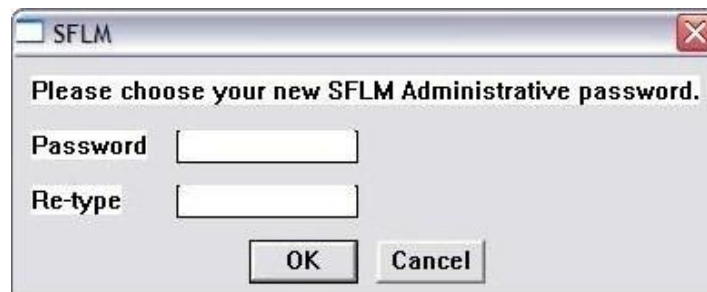 SFLM
Please choose your new SFLM Administrative password.
Password
Re-type
OK Cancel